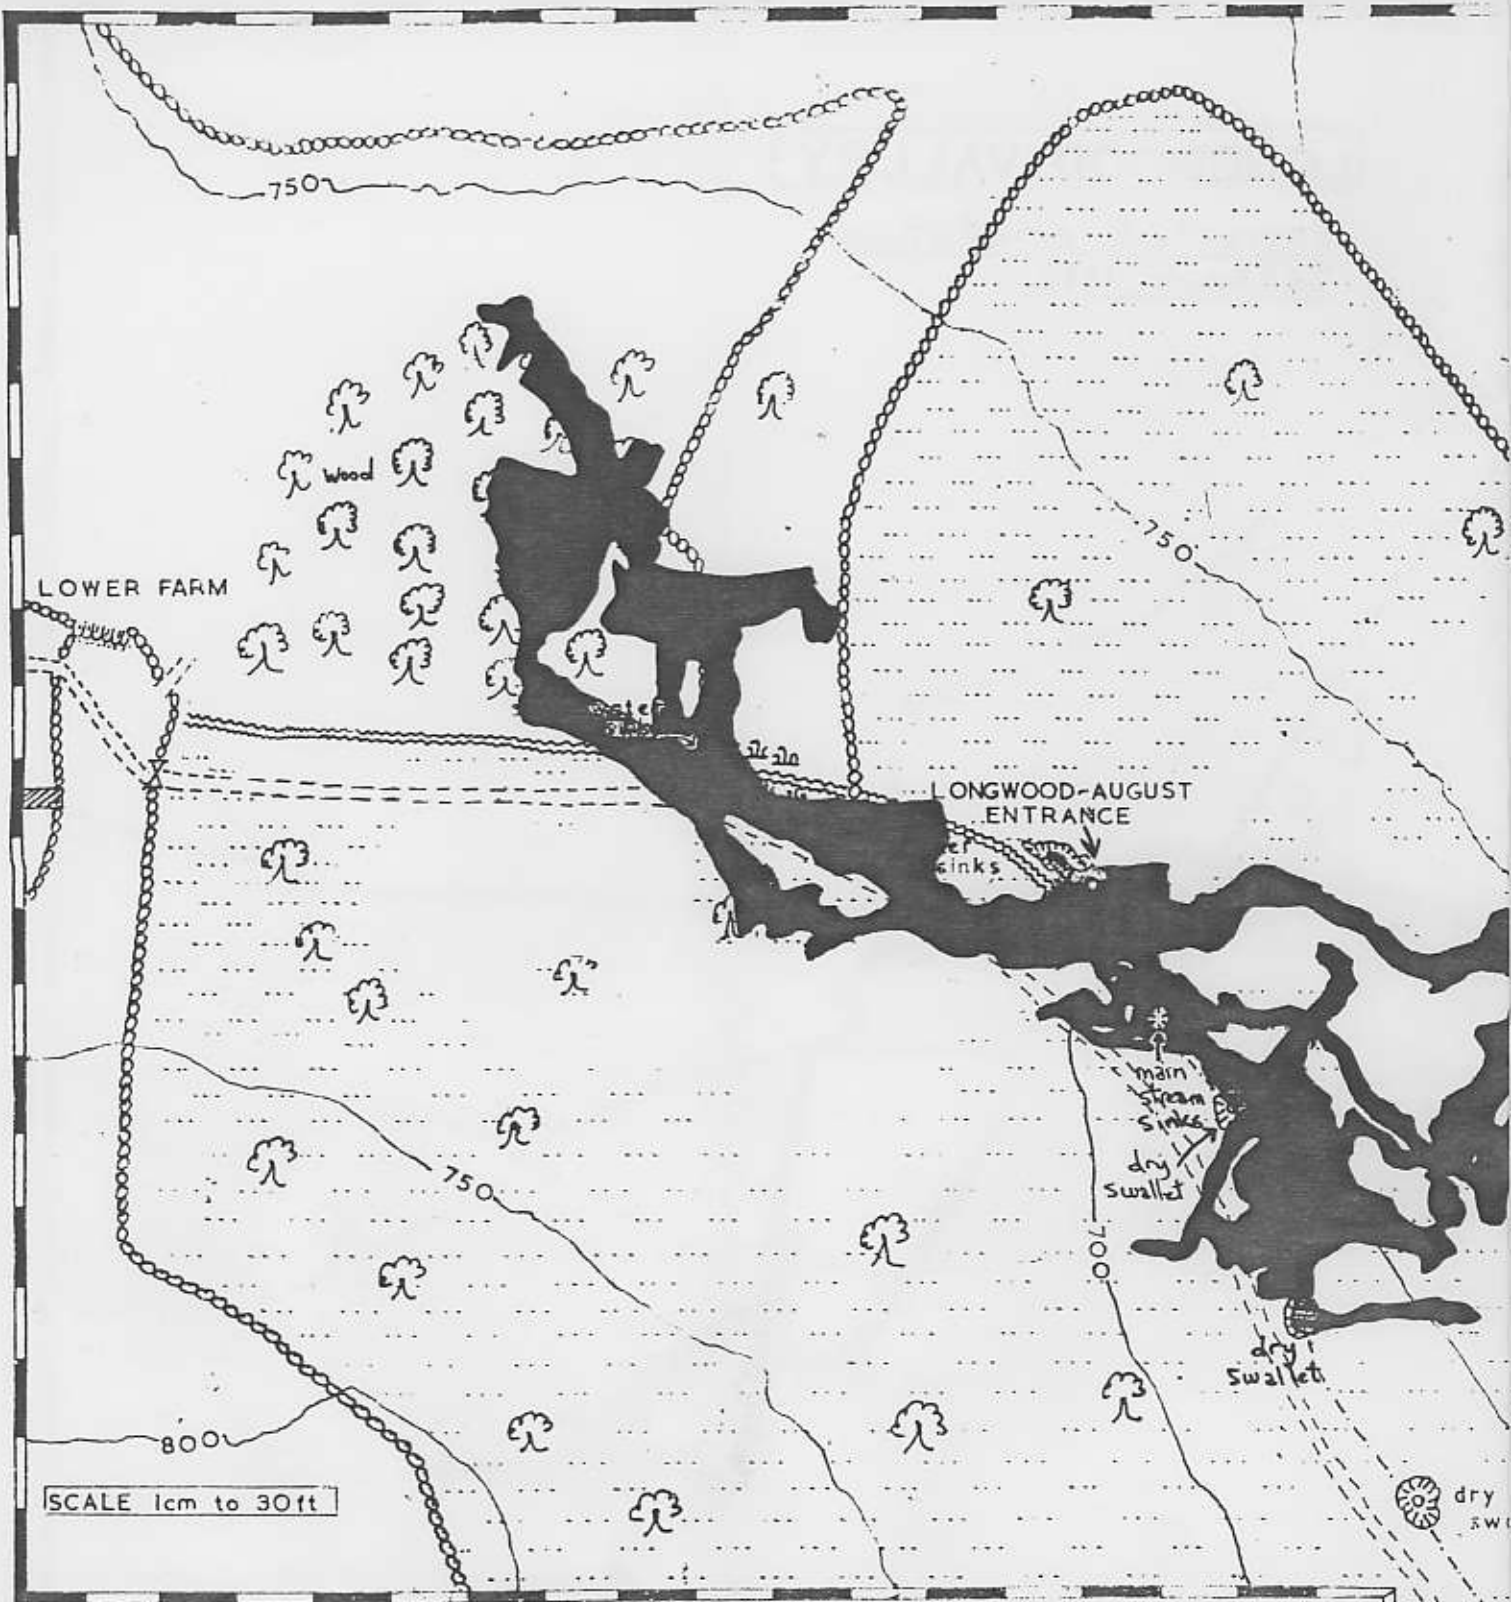 750
Wood
750
LOWER FARM
LONGWOOD-AUGUST
ENTRANCE
sinks
main
stream
sinks
dry
swallet
750
700
dry
swallet
800
SCALE 1cm to 30ft
dry